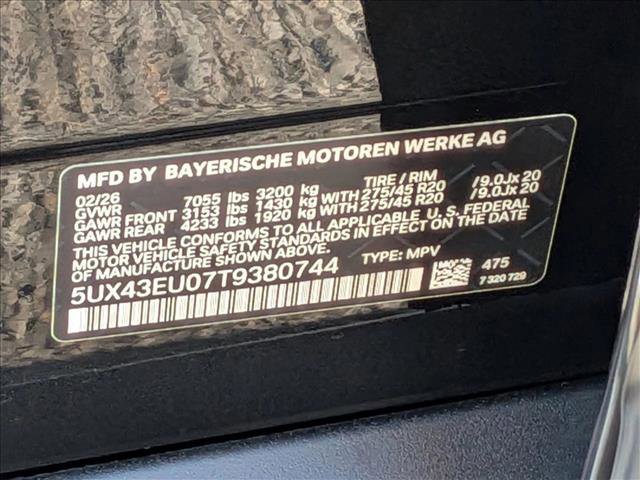 MFD BY BAYERISCHE MOTOREN WERKE AG
02/26 TIRE / RIM
GVWR 7055 lbs 3200 kg
GAWR FRONT 3153 lbs 1430 kg WITH 275/45 R20 /9.0Jx20
GAWR REAR 4233 lbs 1920 kg WITH 275/45 R20 /9.0Jx20
THIS VEHICLE CONFORMS TO ALL APPLICABLE U. S. FEDERAL
MOTOR VEHICLE SAFETY STANDARDS IN EFFECT ON THE DATE
OF MANUFACTURE SHOWN ABOVE.
5UX43EU07T9380744 TYPE: MPV 475
7 320 729